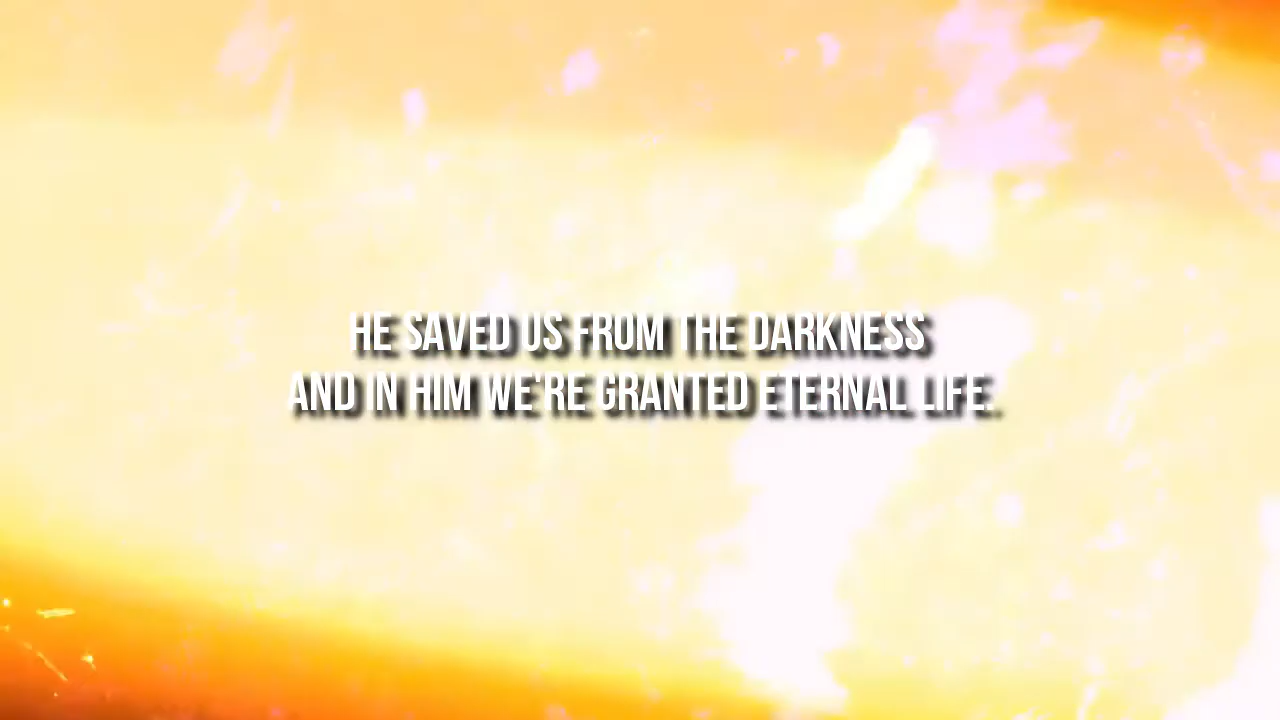 HE SAVED US FROM THE DARKNESS
AND IN HIM WE'RE GRANTED ETERNAL LIFE.